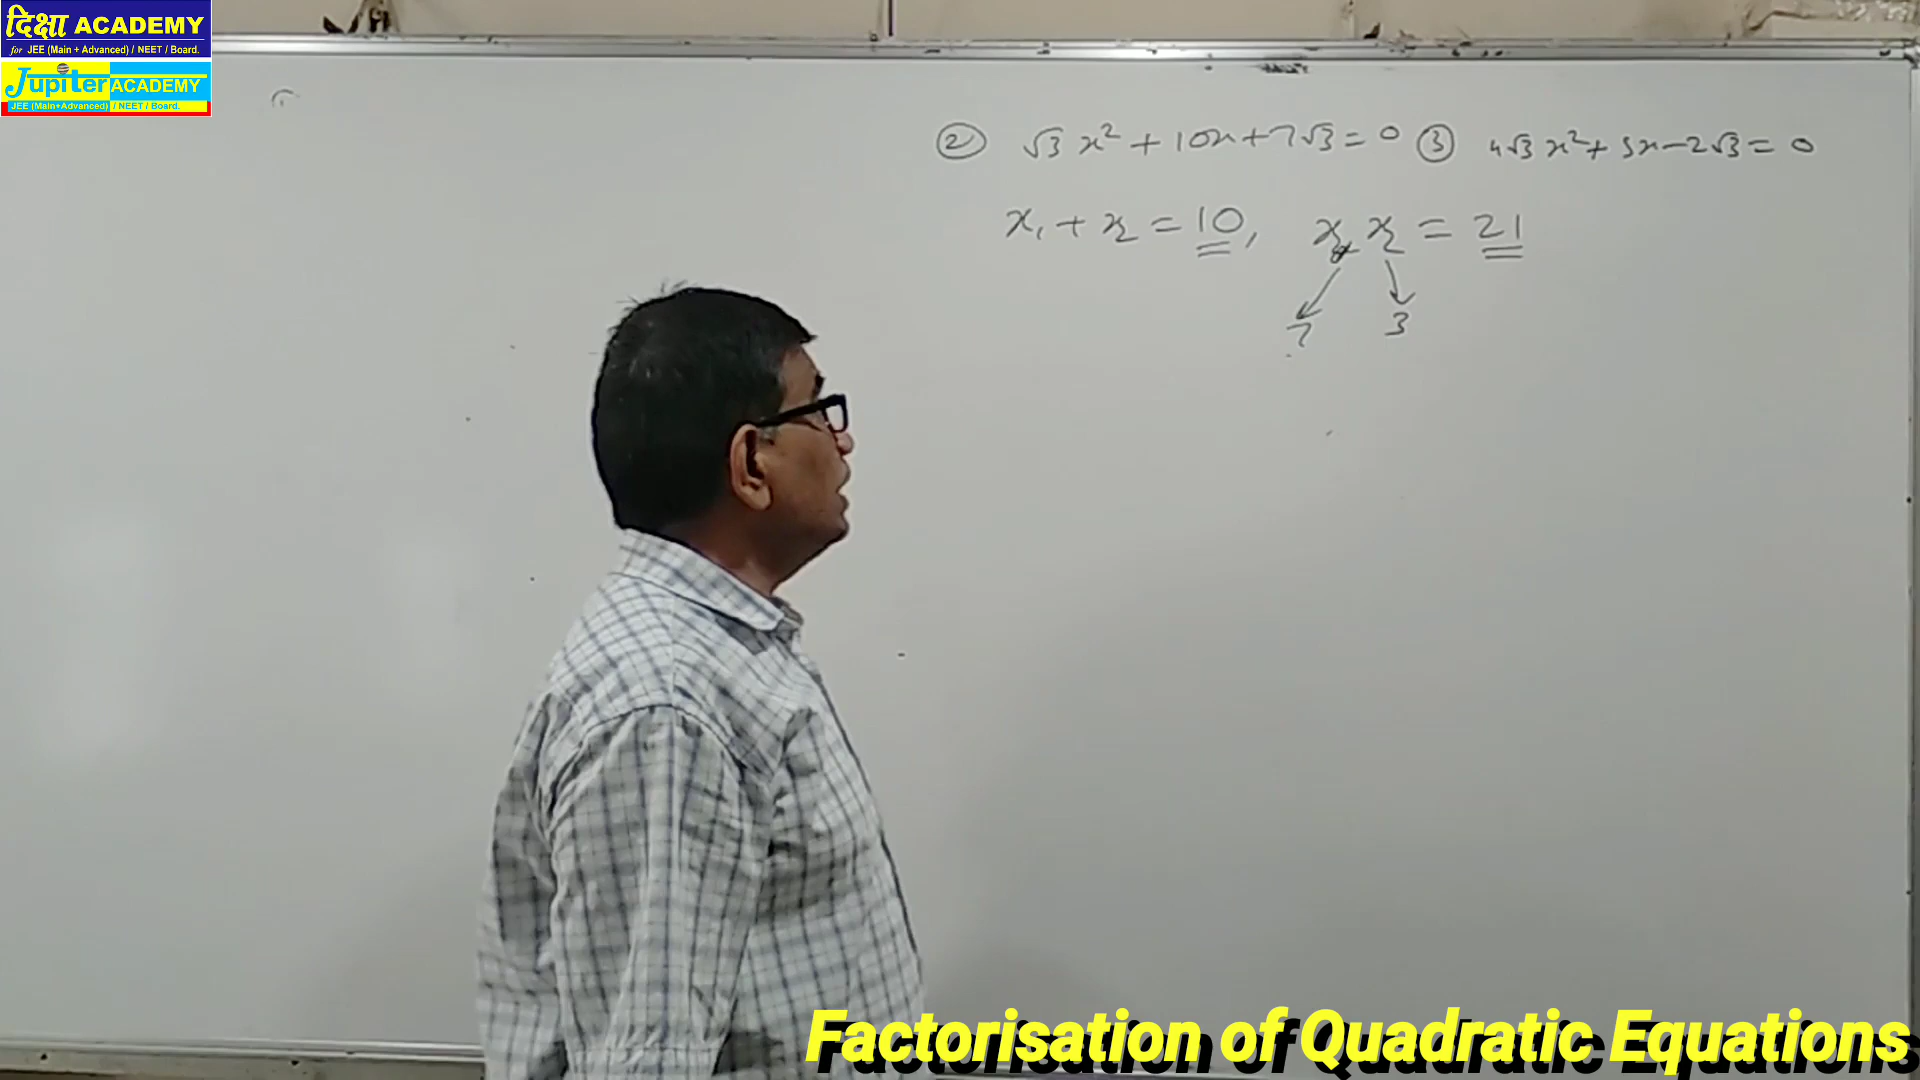 दिक्षा ACADEMY
for JEE (Main + Advanced) / NEET / Board.
Jupiter ACADEMY
JEE (Main+Advanced) / NEET / Board.
② √3 x² + 10x + 7√3 = 0 ③ 4√3 x² + 5x - 2√3 = 0
x₁ + x₂ = 10, x₁ x₂ = 21
7 3
Factorisation of Quadratic Equations